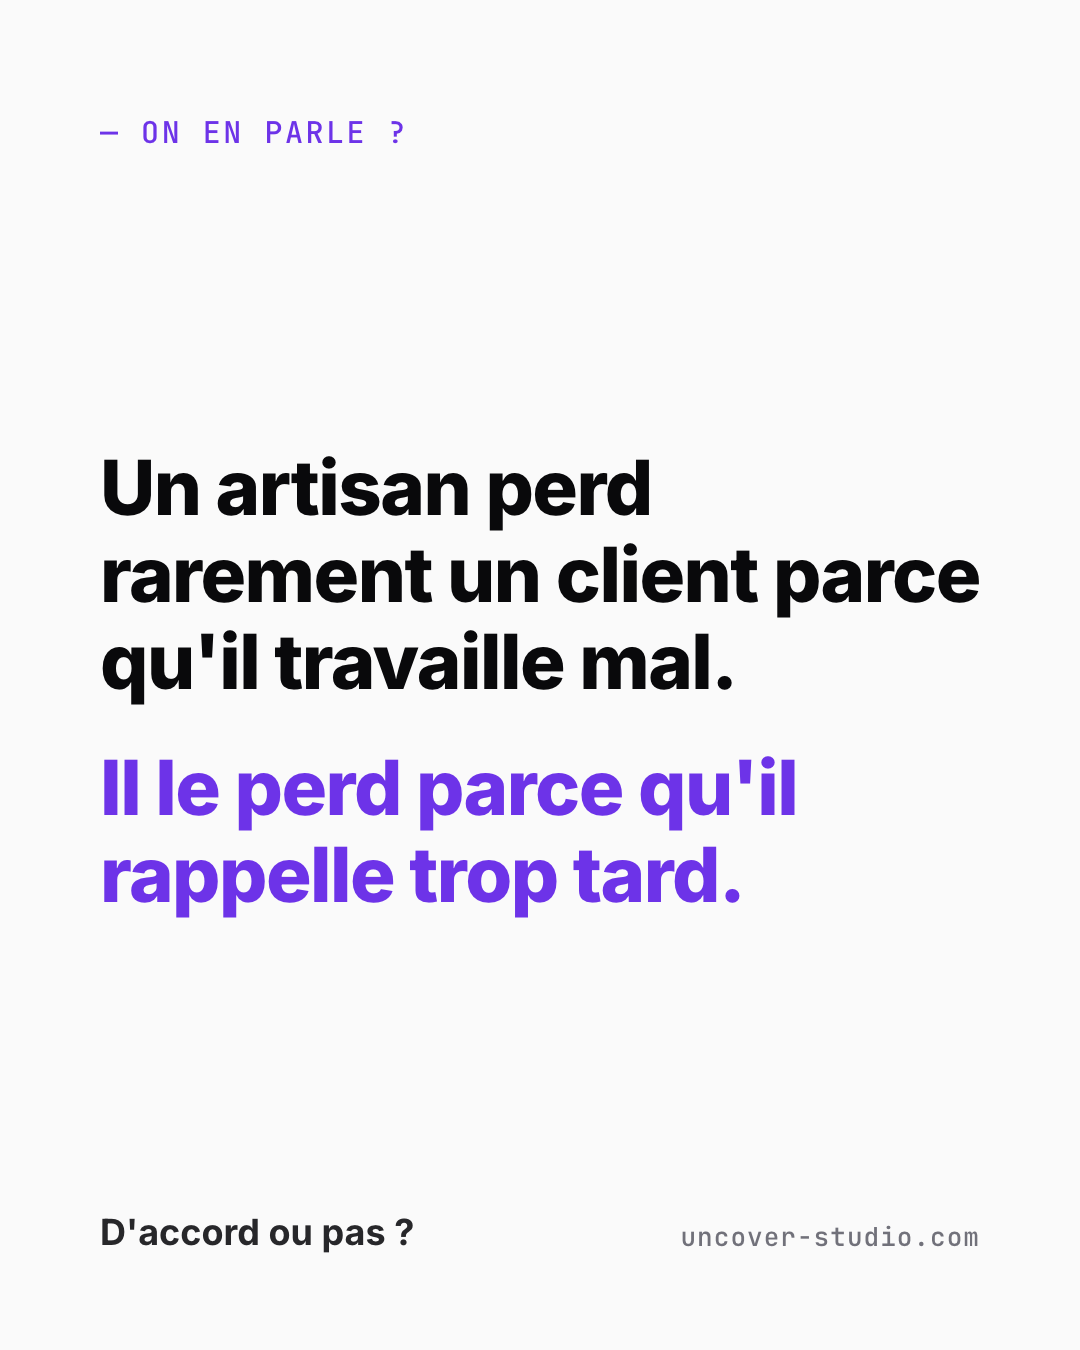 — ON EN PARLE ?
Un artisan perd
rarement un client parce
qu'il travaille mal.
Il le perd parce qu'il
rappelle trop tard.
D'accord ou pas ?
uncover-studio.com